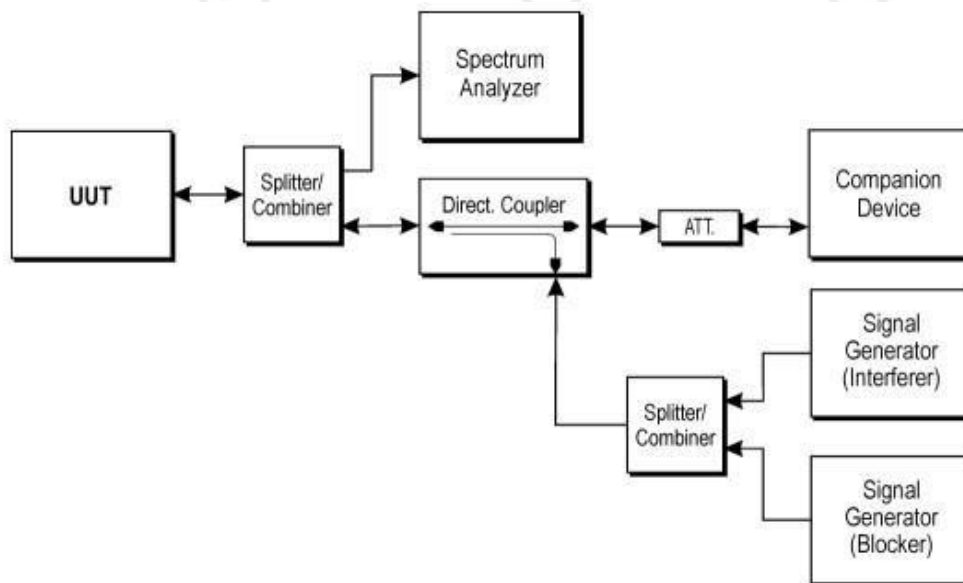 Spectrum
Analyzer
UUT
Splitter/
Combiner
Direct. Coupler
ATT.
Companion
Device
Signal
Generator
(Interferer)
Splitter/
Combiner
Signal
Generator
(Blocker)